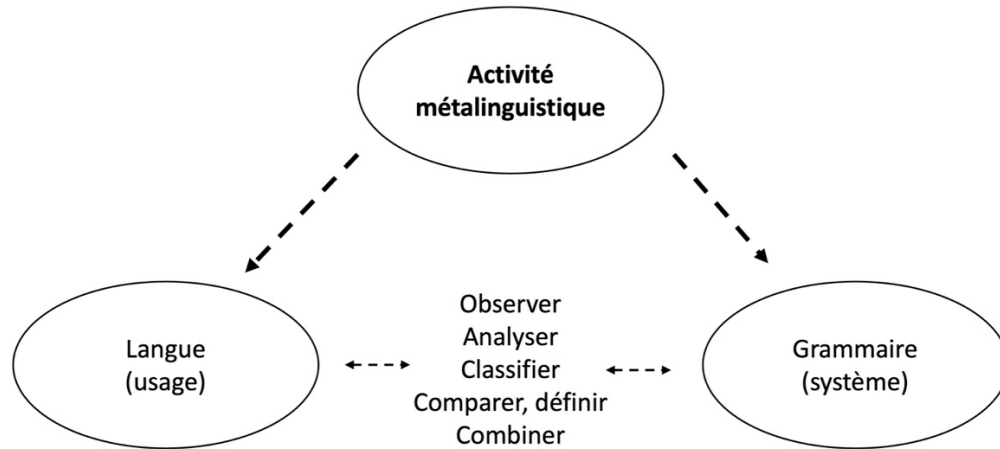 Activité
métalinguistique
Observer
Analyser
Classifier
Comparer, définir
Combiner
Langue
(usage)
Grammaire
(système)